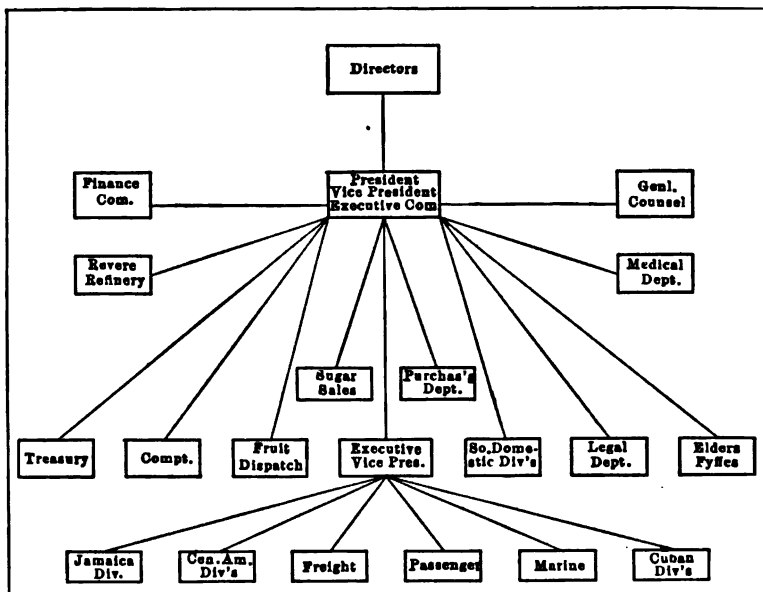 Directors
Finance
Com.
President
Vice President
Executive Com.
Genl.
Counsel
Revere
Refinery
Medical
Dept.
Sugar
Sales
Purchas'g
Dept.
Treasury
Compt.
Fruit
Dispatch
Executive
Vice Pres.
So. Dome-
stic Div's
Legal
Dept.
Elders
Fyffes
Jamaica
Div.
Cen. Am.
Div's
Freight
Passenger
Marine
Cuban
Div's